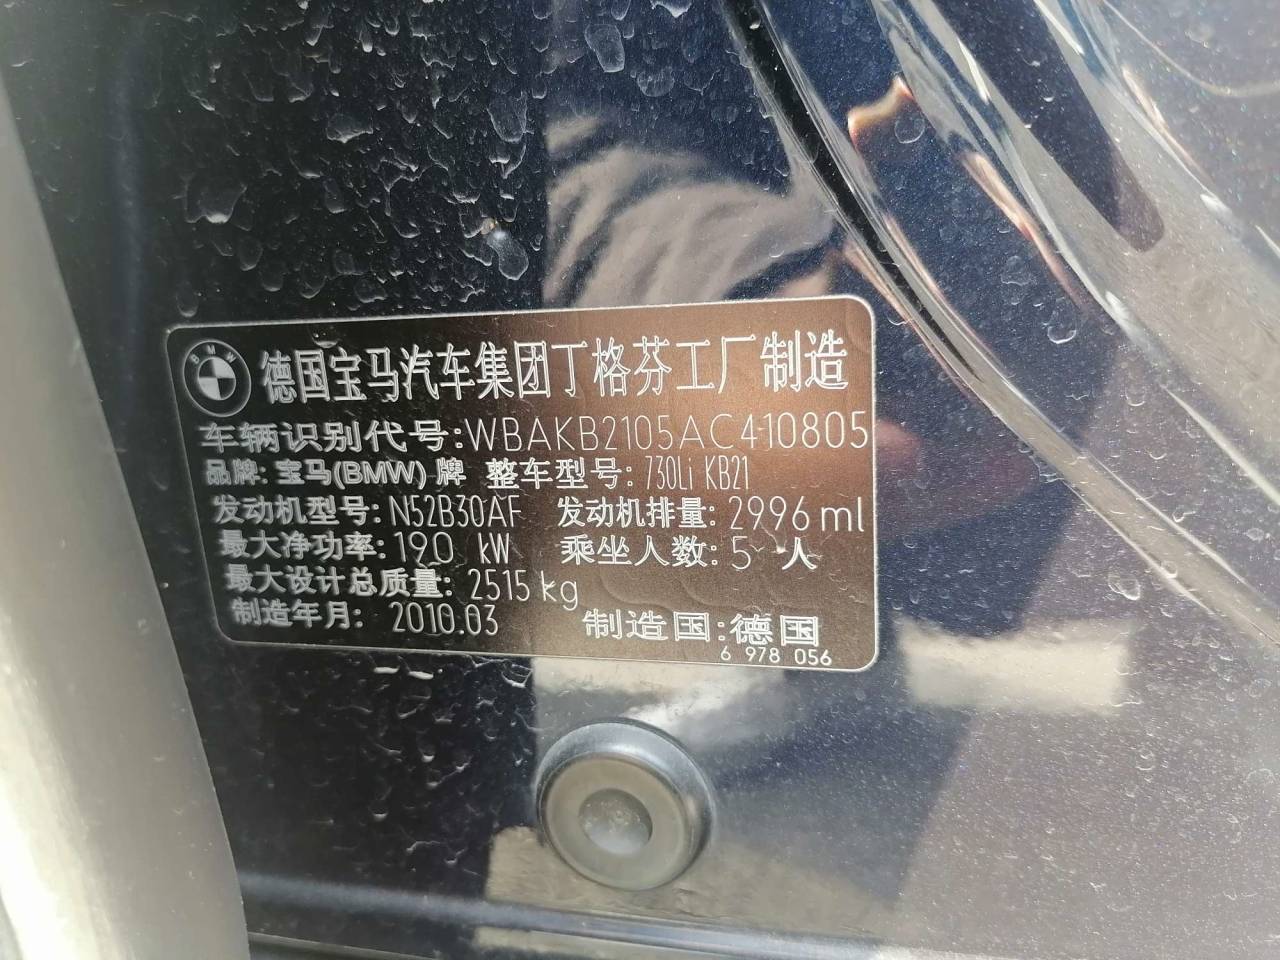 BMW
德国宝马汽车集团丁格芬工厂制造
车辆识别代号:WBAKB2105AC410805
品牌: 宝马(BMW)牌 整车型号: 730Li KB21
发动机型号: N52B30AF 发动机排量: 2996 ml
最大净功率: 190 kW 乘坐人数: 5 人
最大设计总质量: 2515 kg
制造年月: 2010.03 制造国: 德国
6 978 056